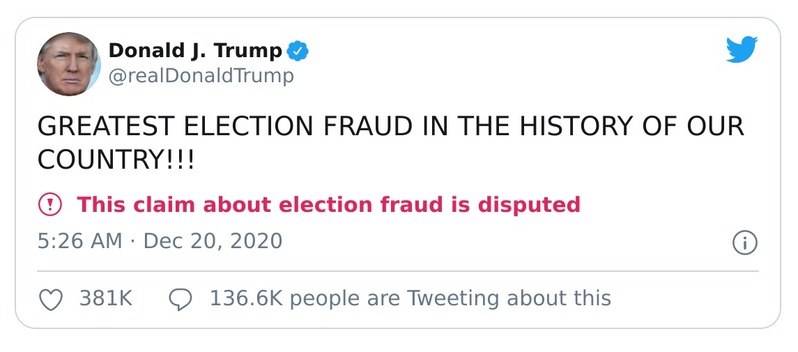 Donald J. Trump
@realDonaldTrump
GREATEST ELECTION FRAUD IN THE HISTORY OF OUR
COUNTRY!!!
This claim about election fraud is disputed
5:26 AM · Dec 20, 2020
381K 136.6K people are Tweeting about this